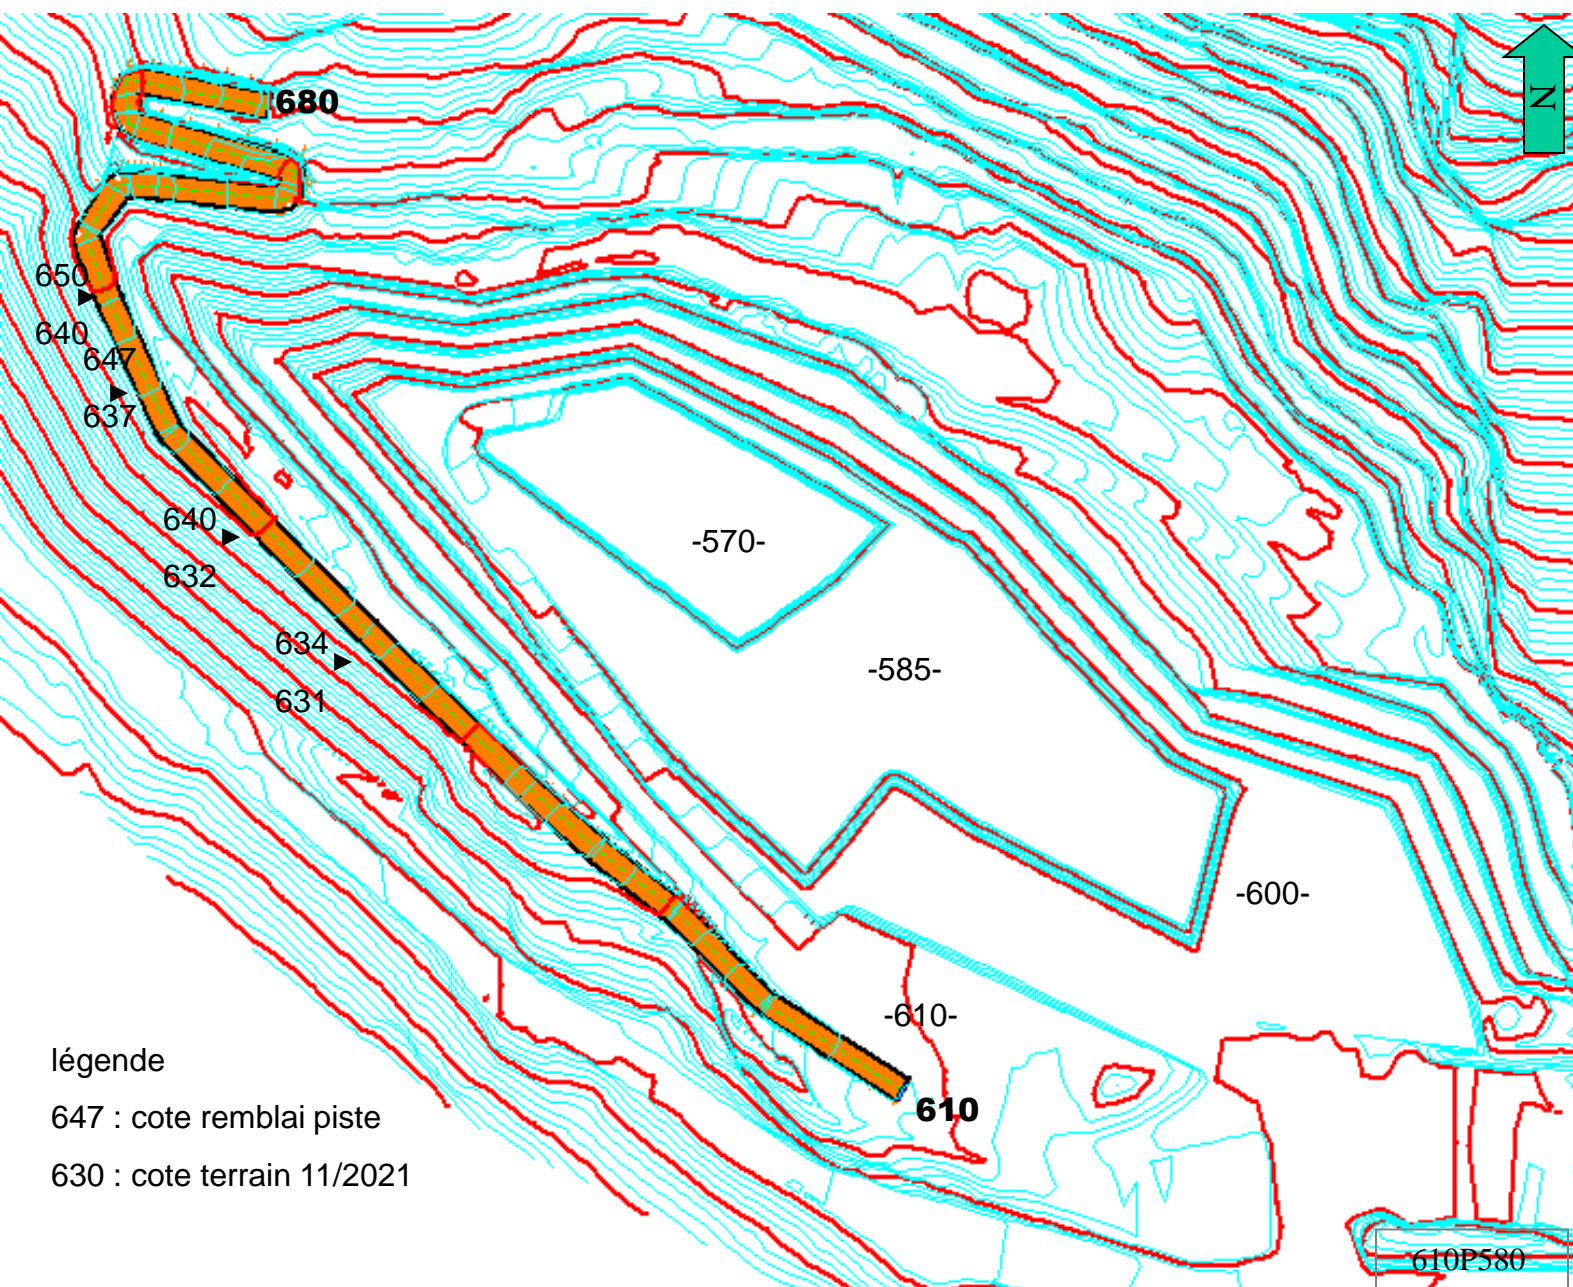 N
680
650
640
647
637
640
632
634
631
-570-
-585-
-600-
-610-
610
légende
647 : cote remblai piste
630 : cote terrain 11/2021
610P580